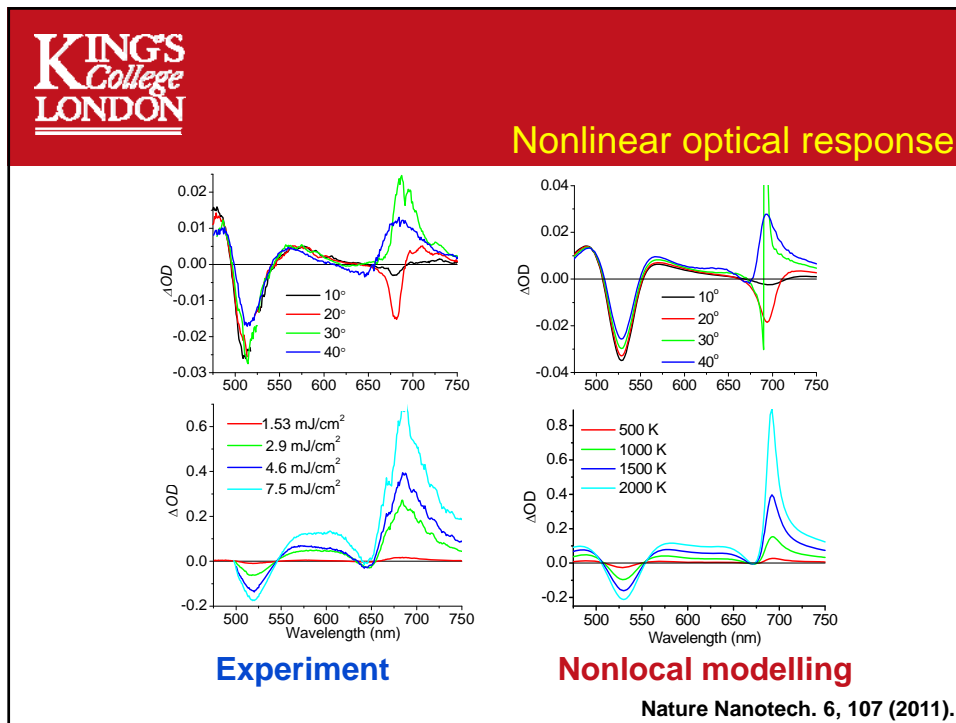 KING'S
College
LONDON
Nonlinear optical response
0.02
0.01
0.00
-0.01
-0.02
-0.03
ΔOD
10°
20°
30°
40°
500 550 600 650 700 750
0.04
0.02
0.00
-0.02
-0.04
ΔOD
10°
20°
30°
40°
500 550 600 650 700 750
0.6
0.4
0.2
0.0
-0.2
ΔOD
1.53 mJ/cm²
2.9 mJ/cm²
4.6 mJ/cm²
7.5 mJ/cm²
500 550 600 650 700 750
Wavelength (nm)
0.8
0.6
0.4
0.2
0.0
-0.2
ΔOD
500 K
1000 K
1500 K
2000 K
500 550 600 650 700 750
Wavelength (nm)
Experiment
Nonlocal modelling
Nature Nanotech. 6, 107 (2011).